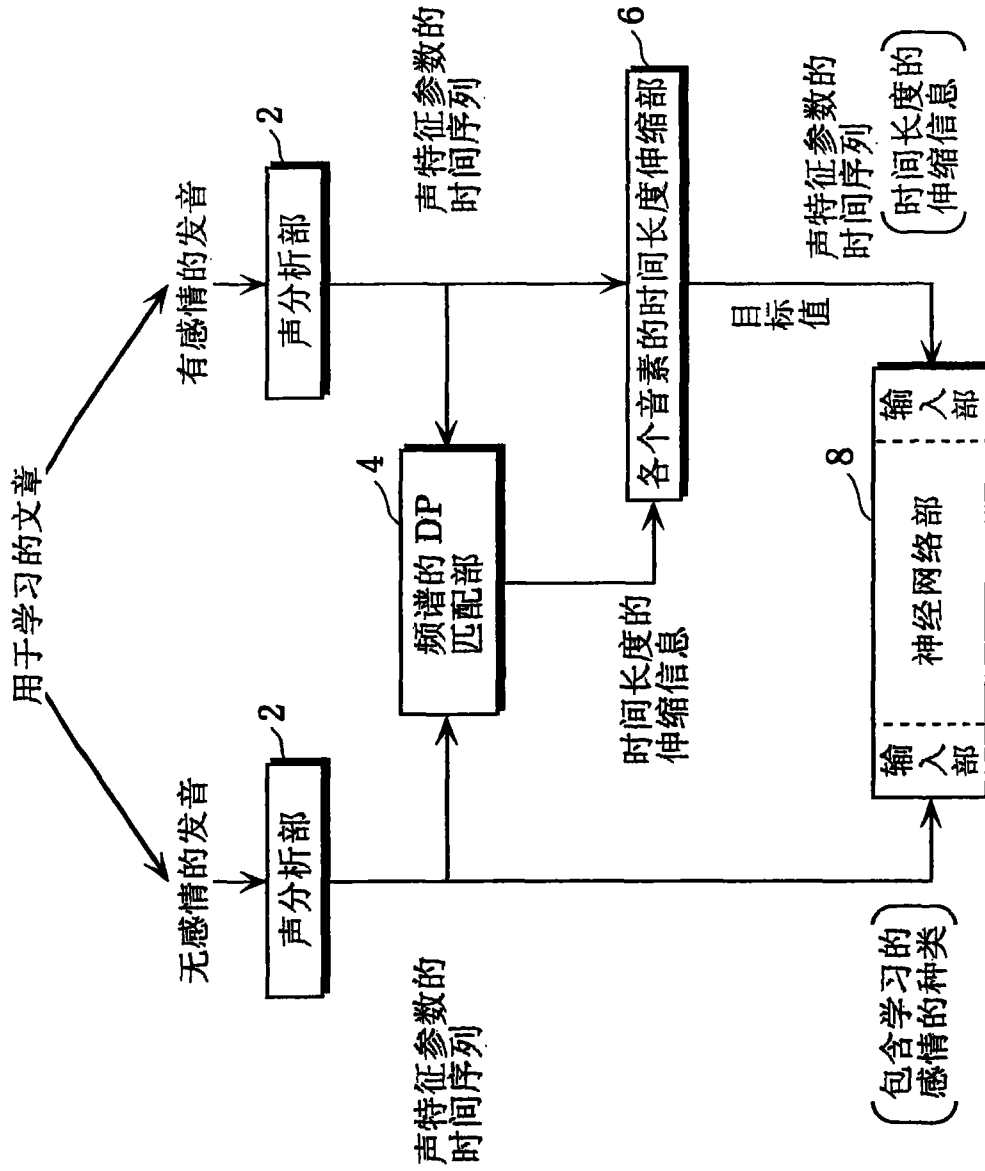 用于学习的文章
无感情的发音
有感情的发音
2
声分析部
2
声分析部
声特征参数的
时间序列
4
频谱的 DP
匹配部
声特征参数的
时间序列
时间长度的
伸缩信息
6
各个音素的时间长度伸缩部
目标值
声特征参数的
时间序列
时间长度的
伸缩信息
包含学习的
感情的种类
8
输入部
神经网络部
输入部